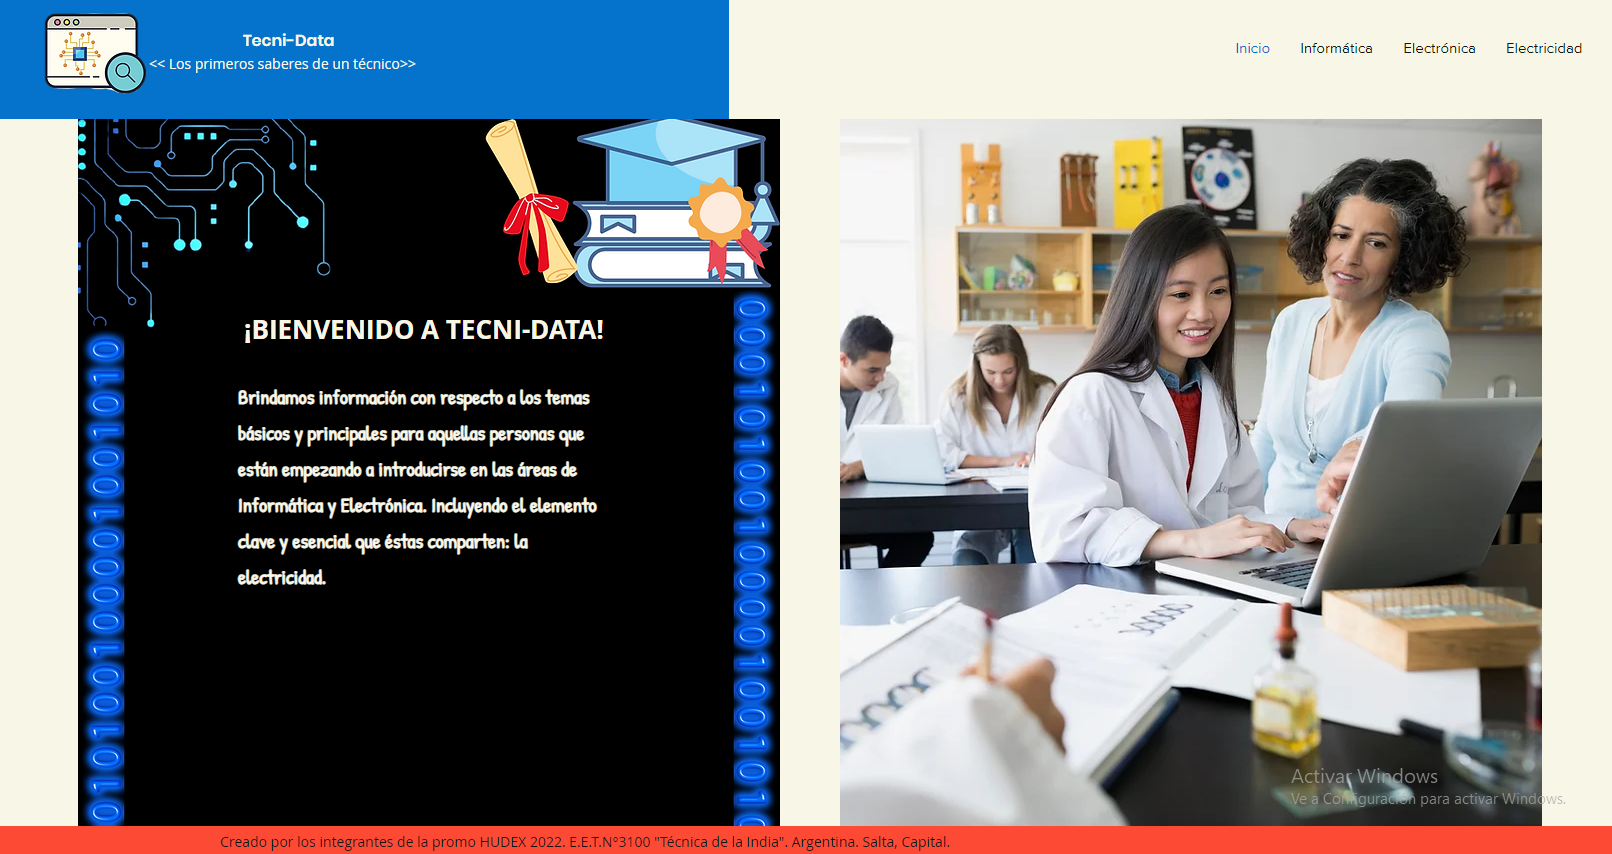 Tecni-Data
<< Los primeros saberes de un técnico>>
Inicio Informática Electrónica Electricidad
¡BIENVENIDO A TECNI-DATA!
Brindamos información con respecto a los temas
básicos y principales para aquellas personas que
están empezando a introducirse en las áreas de
Informática y Electrónica. Incluyendo el elemento
clave y esencial que éstas comparten: la
electricidad.
Activar Windows
Ve a Configuración para activar Windows.
Creado por los integrantes de la promo HUDEX 2022. E.E.T.N°3100 "Técnica de la India". Argentina. Salta, Capital.